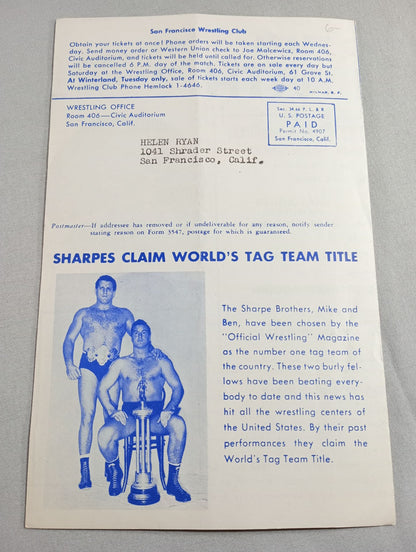 6-
San Francisco Wrestling Club
Obtain your tickets at once! Phone orders will be taken starting each Wednes-
day. Send money order or Western Union check to Joe Malcewicz, Room 406,
Civic Auditorium, and tickets will be held until called for. Otherwise reservations
will be cancelled 6 P.M. day of the match. Tickets are on sale every day but
Saturday at the Wrestling Office, Room 406, Civic Auditorium, 61 Grove St.
At Winterland, Tuesday only, sale of tickets starts each week day at 10 A.M.
Wrestling Club Phone Hemlock 1-4646.
40
WRESTLING OFFICE
Room 406—Civic Auditorium
San Francisco, Calif.
Sec. 34.66 P. L. & R.
U. S. POSTAGE
PAID
Permit No. 4907
San Francisco, Calif.
HELEN RYAN
1041 Shrader Street
San Francisco, Calif.
Postmaster—If addressee has removed or if undeliverable for any reason, notify sender
stating reason on Form 3547, postage for which is guaranteed.
SHARPES CLAIM WORLD'S TAG TEAM TITLE
The Sharpe Brothers, Mike and
Ben, have been chosen by the
"Official Wrestling" Magazine
as the number one tag team of
the country. These two burly fel-
lows have been beating every-
body to date and this news has
hit all the wrestling centers of
the United States. By their past
performances they claim the
World's Tag Team Title.